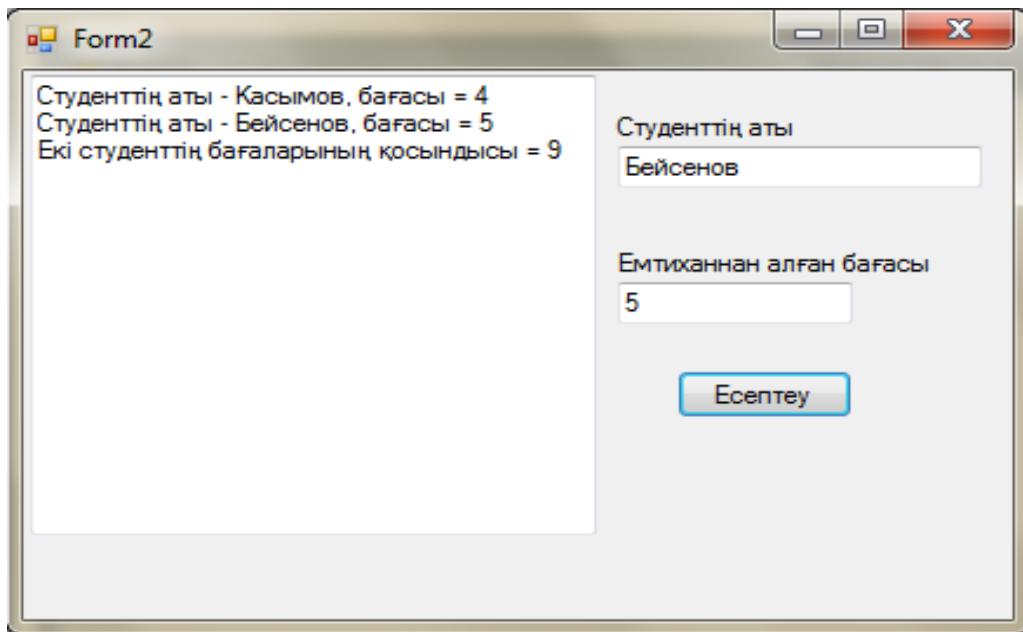 Form2
Студенттің аты - Касымов, бағасы = 4
Студенттің аты - Бейсенов, бағасы = 5
Екі студенттің бағаларының қосындысы = 9
Студенттің аты
Бейсенов
Емтиханнан алған бағасы
5
Есептеу